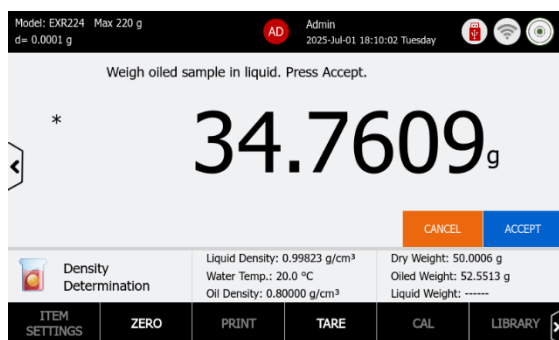 Model: EXR224 Max 220 g
d= 0.0001 g
AD
Admin
2025-Jul-01 18:10:02 Tuesday
Weigh oiled sample in liquid. Press Accept.
*
34.7609 g
CANCEL
ACCEPT
Density
Determination
Liquid Density: 0.99823 g/cm³
Water Temp.: 20.0 °C
Oil Density: 0.80000 g/cm³
Dry Weight: 50.0006 g
Oiled Weight: 52.5513 g
Liquid Weight: ------
ITEM
SETTINGS
ZERO
PRINT
TARE
CAL
LIBRARY